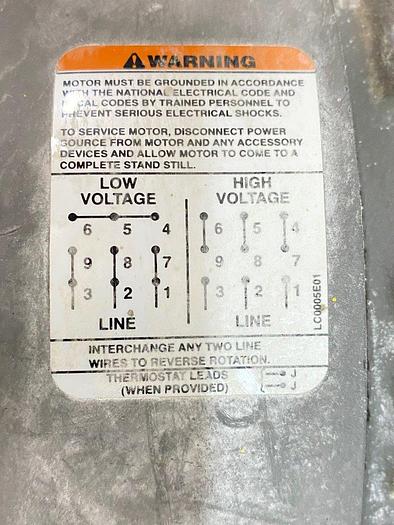 WARNING
MOTOR MUST BE GROUNDED IN ACCORDANCE
WITH THE NATIONAL ELECTRICAL CODE AND
LOCAL CODES BY TRAINED PERSONNEL TO
PREVENT SERIOUS ELECTRICAL SHOCKS.
TO SERVICE MOTOR, DISCONNECT POWER
SOURCE FROM MOTOR AND ANY ACCESSORY
DEVICES AND ALLOW MOTOR TO COME TO A
COMPLETE STAND STILL.
LOW
VOLTAGE
6 5 4
9 8 7
3 2 1
LINE
HIGH
VOLTAGE
6 5 4
9 8 7
3 2 1
LINE
LC0005E01
INTERCHANGE ANY TWO LINE
WIRES TO REVERSE ROTATION.
THERMOSTAT LEADS J
(WHEN PROVIDED) J